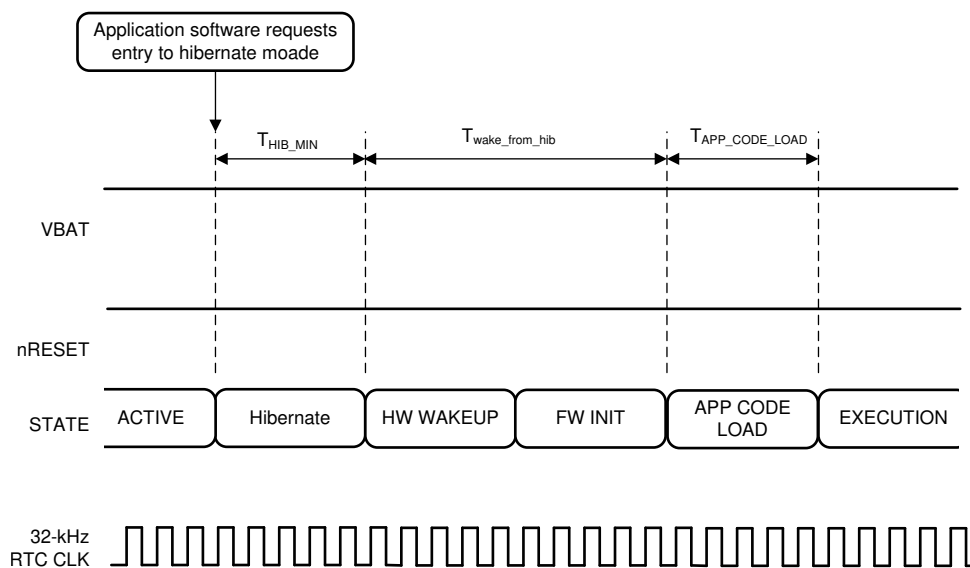 Application software requests
entry to hibernate moade
THIB_MIN
Twake_from_hib
TAPP_CODE_LOAD
VBAT
nRESET
STATE
ACTIVE
Hibernate
HW WAKEUP
FW INIT
APP CODE
LOAD
EXECUTION
32-kHz
RTC CLK